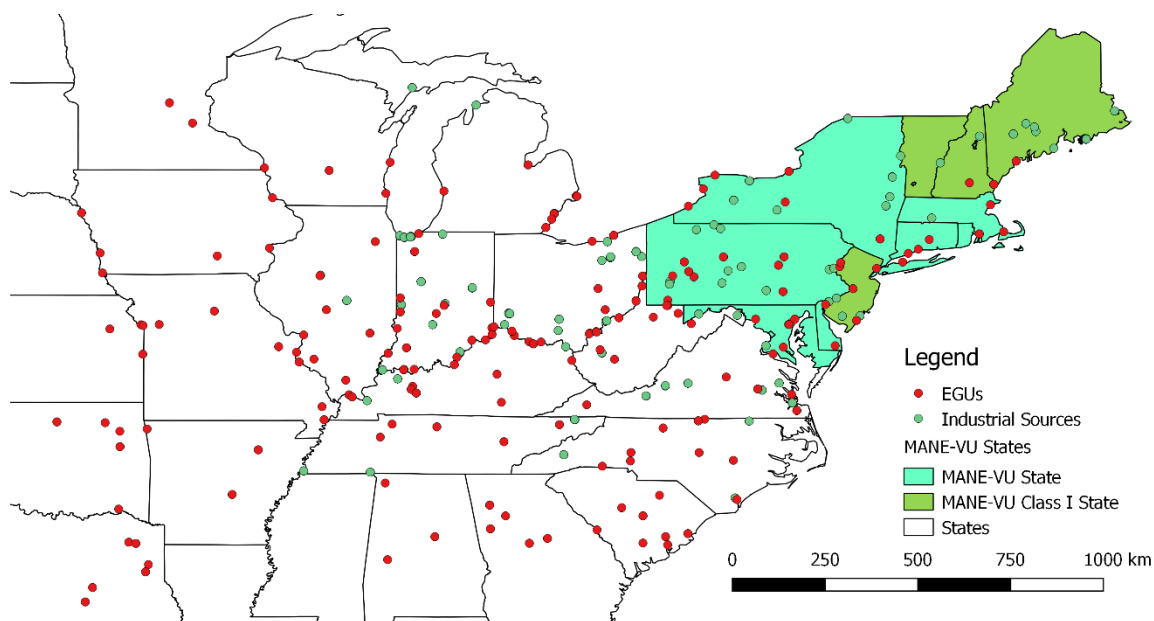 Legend
EGUs
Industrial Sources
MANE-VU States
MANE-VU State
MANE-VU Class I State
States
0 250 500 750 1000 km